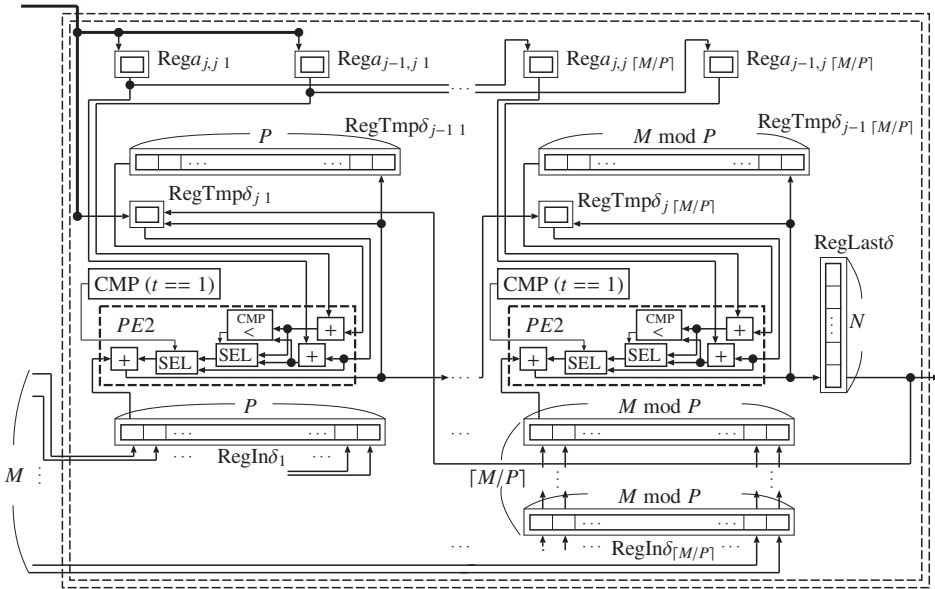 Rega_{j,j 1} Rega_{j−1,j 1} Rega_{j,j ⌈M/P⌉} Rega_{j−1,j ⌈M/P⌉}
...
P RegTmpδ_{j−1 1} M mod P RegTmpδ_{j−1 ⌈M/P⌉}
... ... ... ...
RegTmpδ_{j 1} RegTmpδ_{j ⌈M/P⌉}
RegLastδ
CMP (t == 1) CMP (t == 1)
PE2 CMP < + PE2 CMP < + ... N
+ SEL SEL + + SEL SEL +
...
P M mod P
... ... ... ... ...
M ... RegInδ_1 ... ⌈M/P⌉ ... ...
M mod P
... ...
... ... RegInδ_{⌈M/P⌉} ...